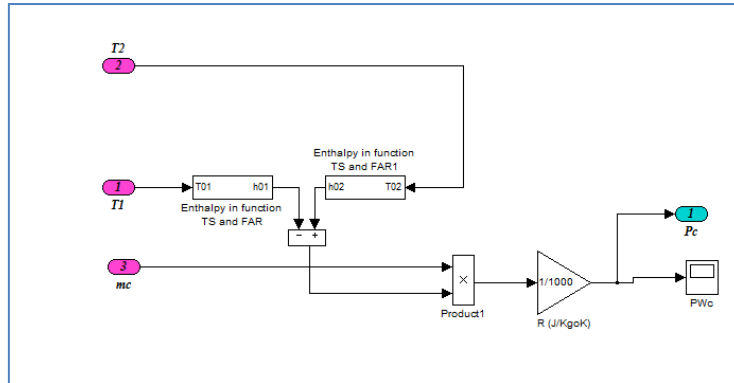 T2
2
Enthalpy in function
TS and FAR1
1
T1
T01 h01
h02 T02
Enthalpy in function
TS and FAR
− +
1
Pc
3
mc
×
Product1
1/1000
R (J/KgoK)
PWc